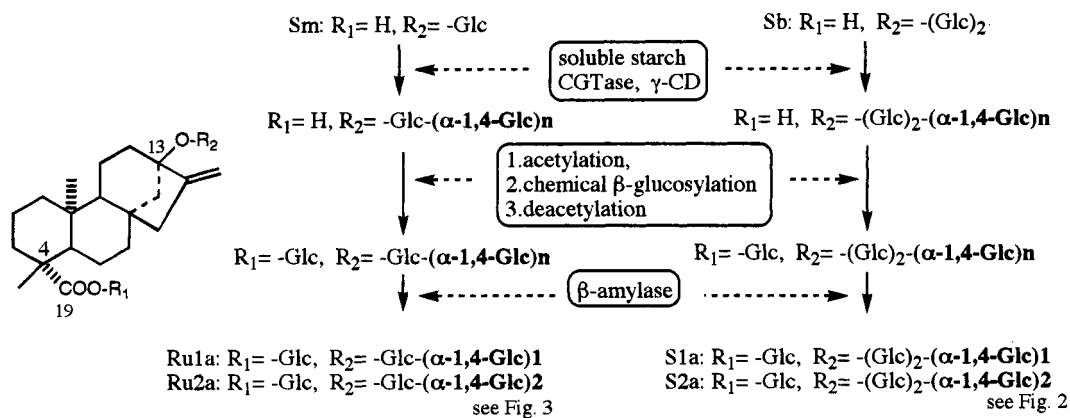 Sm: R₁= H, R₂= -Glc
Sb: R₁= H, R₂= -(Glc)₂
soluble starch
CGTase, γ-CD
R₁= H, R₂= -Glc-(α-1,4-Glc)n
R₁= H, R₂= -(Glc)₂-(α-1,4-Glc)n
13 O-R₂
4
COO-R₁
19
1.acetylation,
2.chemical β-glucosylation
3.deacetylation
R₁= -Glc, R₂= -Glc-(α-1,4-Glc)n
R₁= -Glc, R₂= -(Glc)₂-(α-1,4-Glc)n
β-amylase
Ru1a: R₁= -Glc, R₂= -Glc-(α-1,4-Glc)1
Ru2a: R₁= -Glc, R₂= -Glc-(α-1,4-Glc)2
see Fig. 3
S1a: R₁= -Glc, R₂= -(Glc)₂-(α-1,4-Glc)1
S2a: R₁= -Glc, R₂= -(Glc)₂-(α-1,4-Glc)2
see Fig. 2